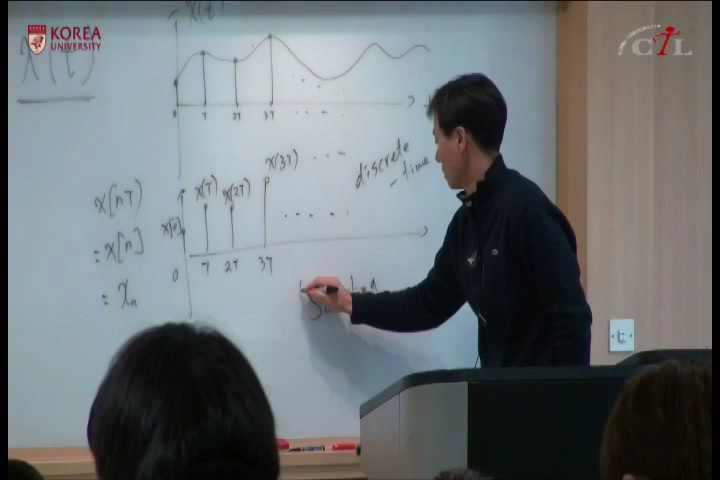 KOREA
UNIVERSITY
CTL
X(t)
X(t)
0 T 2T 3T
X(3T) ...
discrete
- time
X(T) X(2T)
X[nT]
X[0]
= X[n]
= Xn
0 T 2T 3T